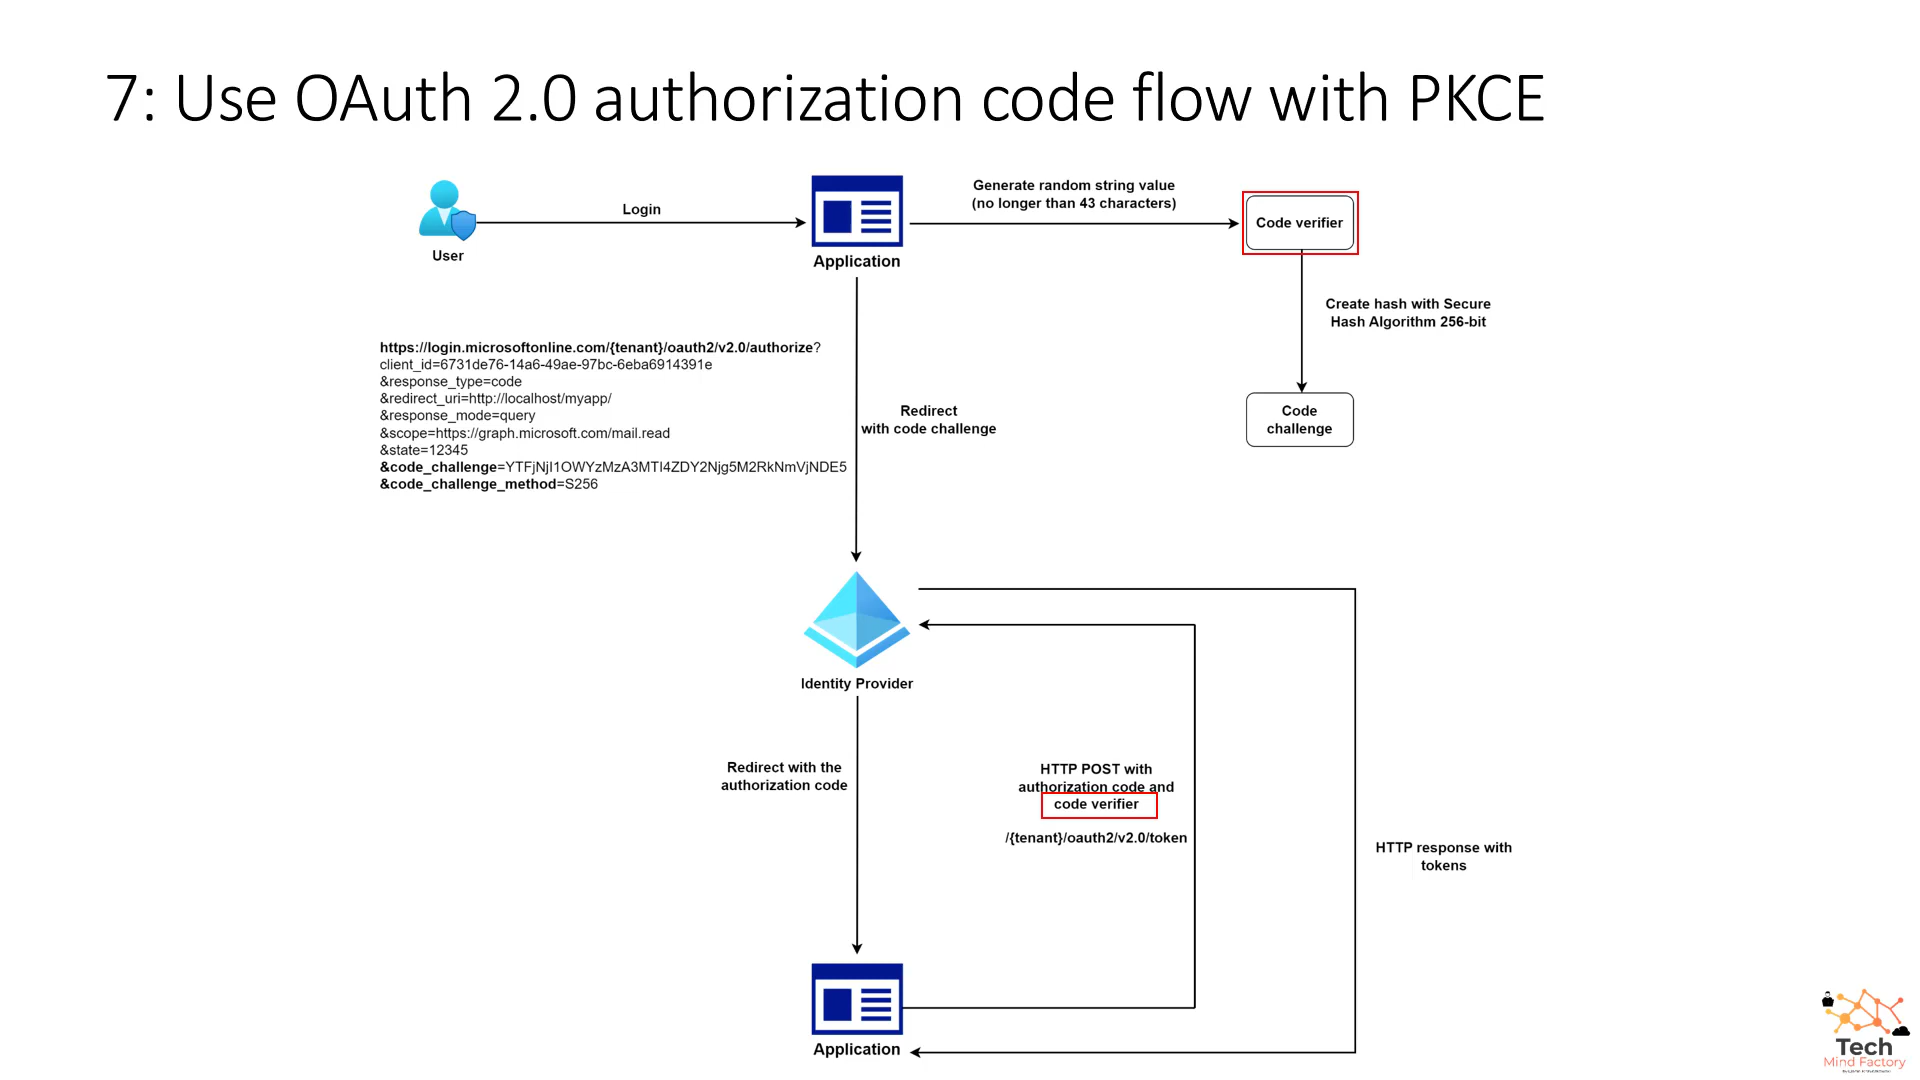 7: Use OAuth 2.0 authorization code flow with PKCE
Generate random string value
(no longer than 43 characters)
Login
Code verifier
User
Application
Create hash with Secure
Hash Algorithm 256-bit
https://login.microsoftonline.com/{tenant}/oauth2/v2.0/authorize?
client_id=6731de76-14a6-49ae-97bc-6eba6914391e
&response_type=code
&redirect_uri=http://localhost/myapp/
&response_mode=query
&scope=https://graph.microsoft.com/mail.read
&state=12345
&code_challenge=YTFjNjI1OWYzMzA3MTI4ZDY2Njg5M2RkNmVjNDE5
&code_challenge_method=S256
Redirect
with code challenge
Code
challenge
Identity Provider
Redirect with the
authorization code
HTTP POST with
authorization code and
code verifier
/{tenant}/oauth2/v2.0/token
HTTP response with
tokens
Application
Tech
Mind Factory